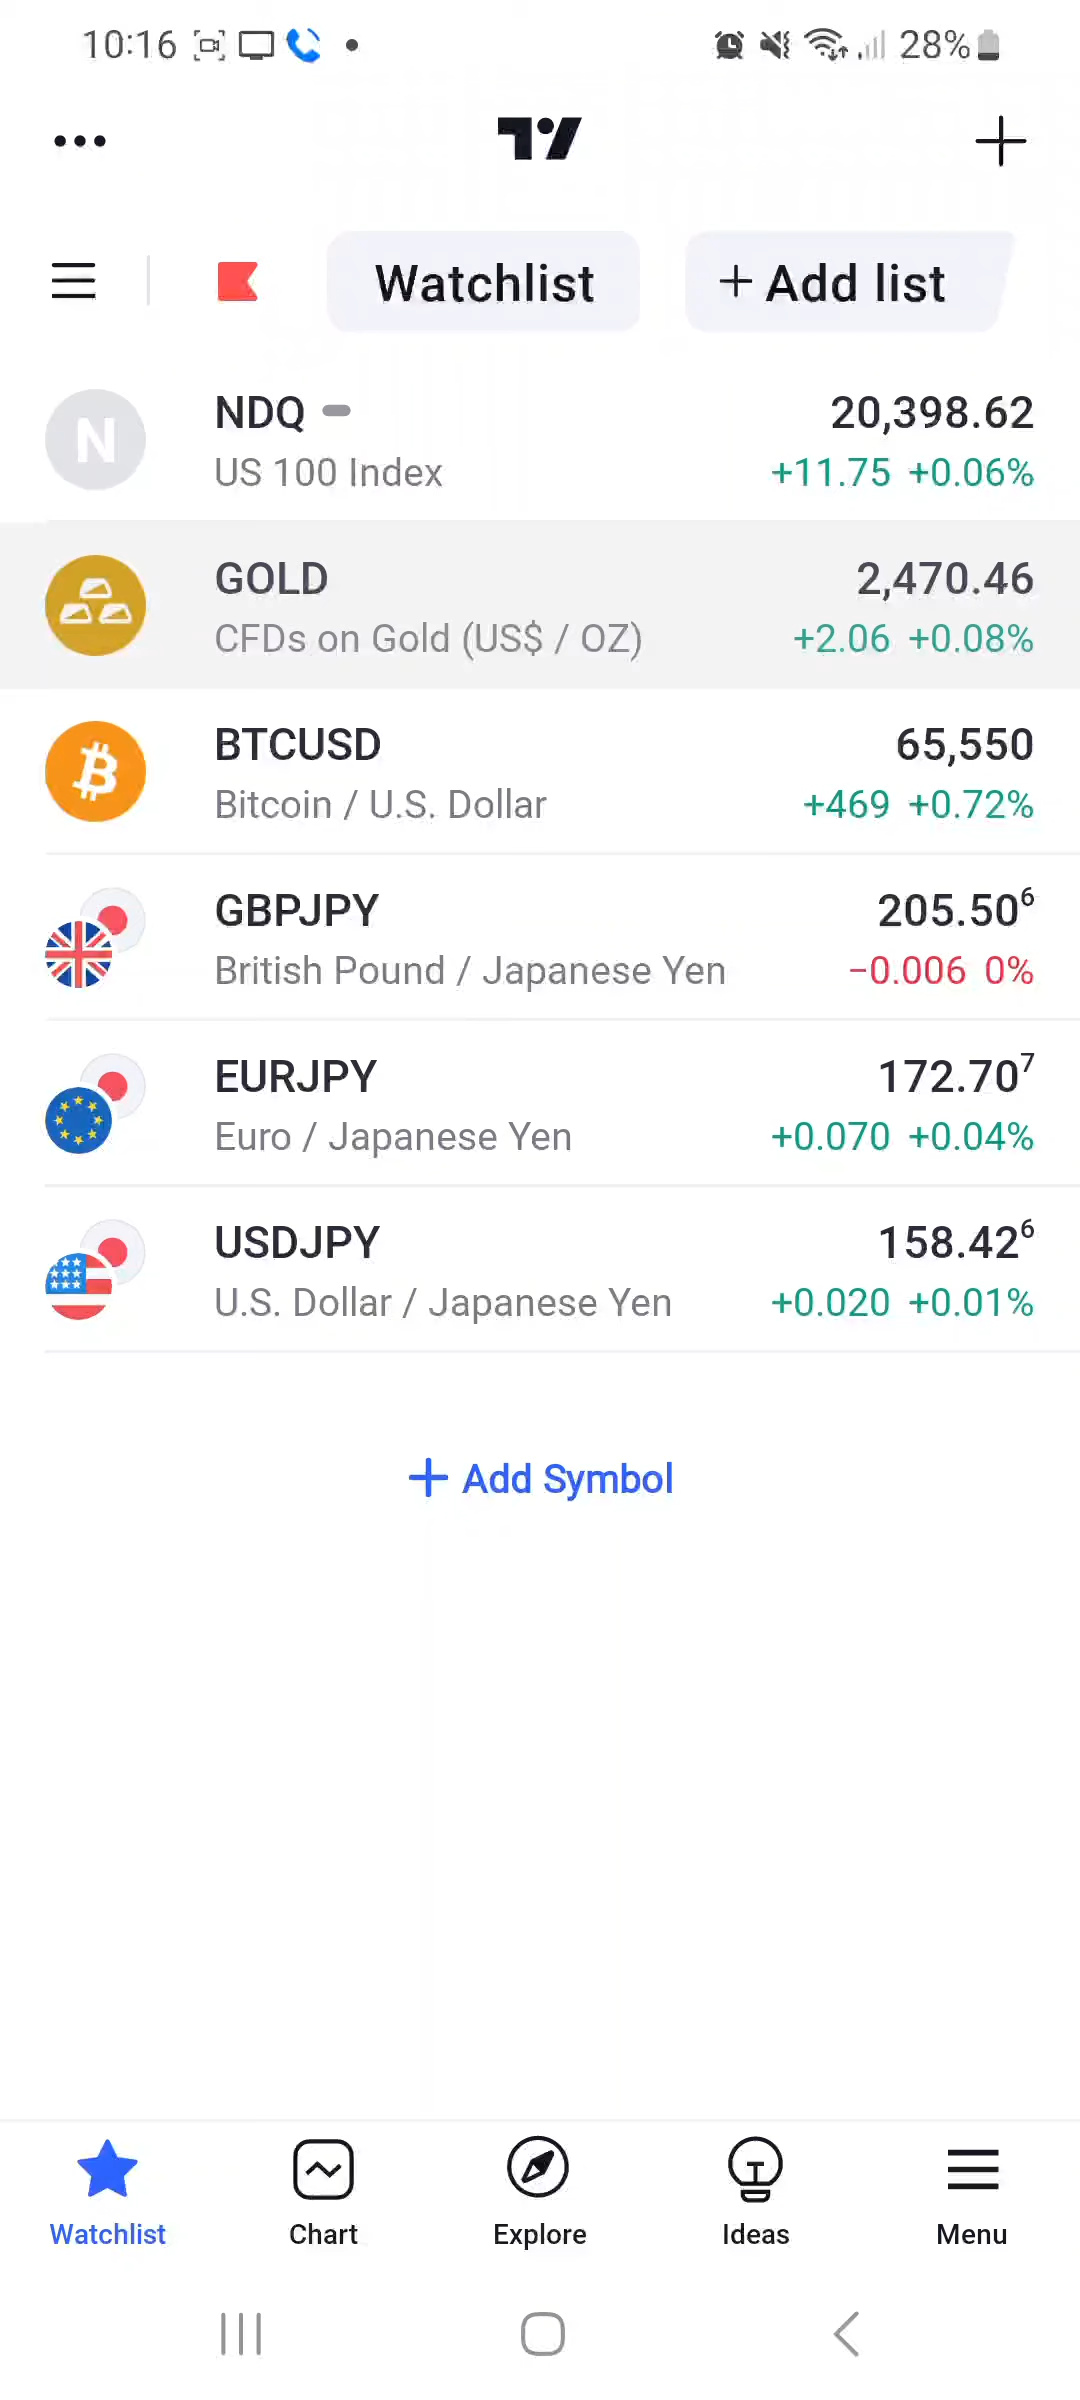 10:16 28%
Watchlist + Add list
NDQ 20,398.62
US 100 Index +11.75 +0.06%
GOLD 2,470.46
CFDs on Gold (US$ / OZ) +2.06 +0.08%
BTCUSD 65,550
Bitcoin / U.S. Dollar +469 +0.72%
GBPJPY 205.50⁶
British Pound / Japanese Yen −0.006 0%
EURJPY 172.70⁷
Euro / Japanese Yen +0.070 +0.04%
USDJPY 158.42⁶
U.S. Dollar / Japanese Yen +0.020 +0.01%
+ Add Symbol
Watchlist Chart Explore Ideas Menu